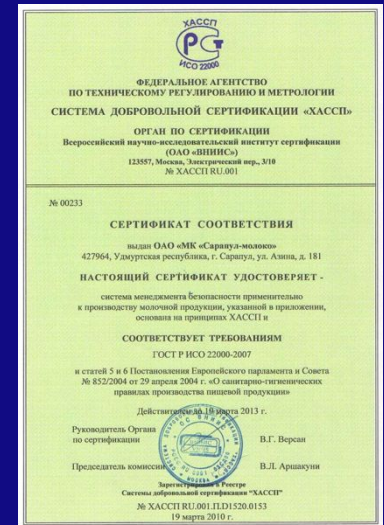 ХАССП
РСТ
ИСО 22000
ФЕДЕРАЛЬНОЕ АГЕНТСТВО
ПО ТЕХНИЧЕСКОМУ РЕГУЛИРОВАНИЮ И МЕТРОЛОГИИ
СИСТЕМА ДОБРОВОЛЬНОЙ СЕРТИФИКАЦИИ «ХАССП»
ОРГАН ПО СЕРТИФИКАЦИИ
Всероссийский научно-исследовательский институт сертификации
(ОАО «ВНИИС»)
123557, Москва, Электрический пер., 3/10
№ ХАССП RU.001
№ 00233
СЕРТИФИКАТ СООТВЕТСТВИЯ
выдан ОАО «МК «Сарапул-молоко»
427964, Удмуртская республика, г. Сарапул, ул. Азина, д. 181
НАСТОЯЩИЙ СЕРТИФИКАТ УДОСТОВЕРЯЕТ -
система менеджмента безопасности применительно
к производству молочной продукции, указанной в приложении,
основана на принципах ХАССП и
СООТВЕТСТВУЕТ ТРЕБОВАНИЯМ
ГОСТ Р ИСО 22000-2007
и статей 5 и 6 Постановления Европейского парламента и Совета
№ 852/2004 от 29 апреля 2004 г. «О санитарно-гигиенических
правилах производства пищевой продукции»
Действителен до 19 марта 2013 г.
Руководитель Органа
по сертификации В.Г. Версан
Председатель комиссии В.Л. Аршакуни
Зарегистрирован в Реестре
Системы добровольной сертификации "ХАССП"
№ ХАССП RU.001.П.D1520.0153
19 марта 2010 г.